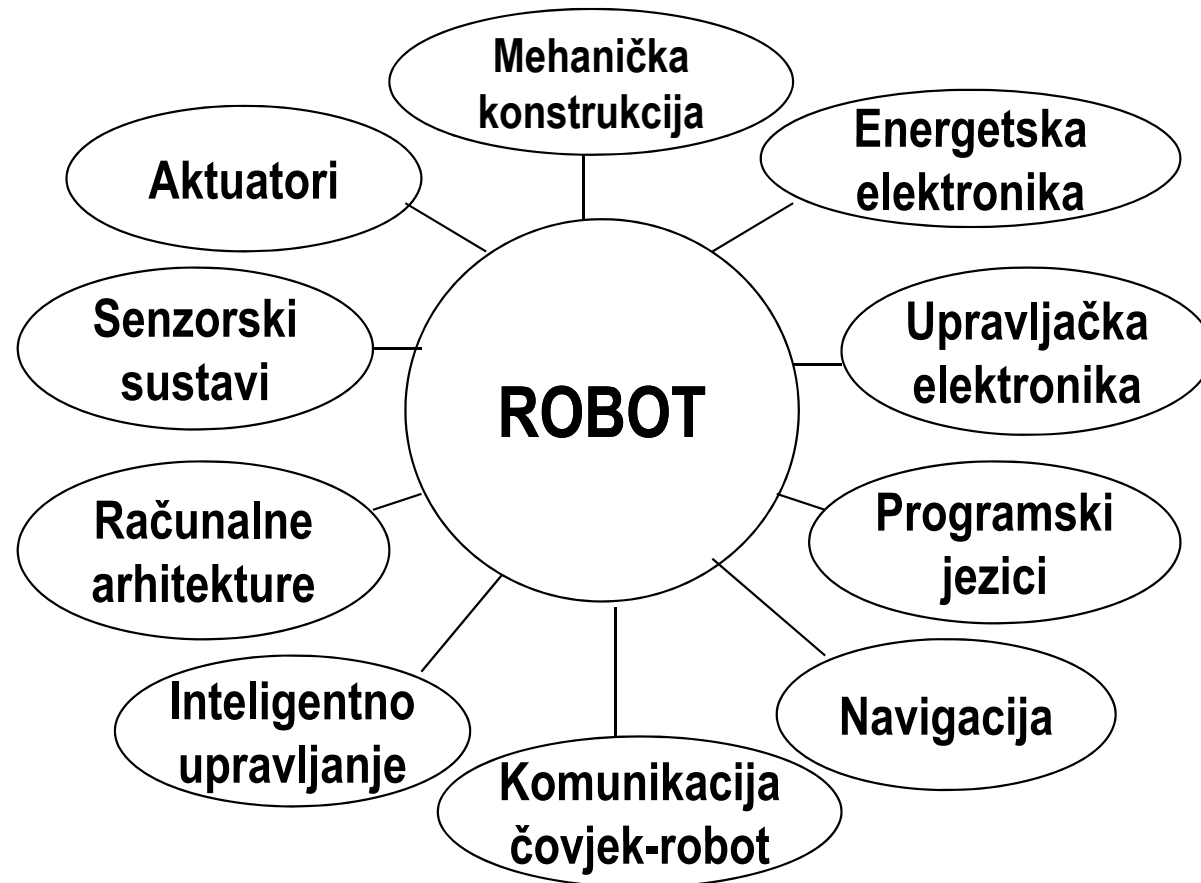 Mehanička
konstrukcija
Energetska
elektronika
Aktuatori
Senzorski
sustavi
Upravljačka
elektronika
ROBOT
Računalne
arhitekture
Programski
jezici
Inteligentno
upravljanje
Navigacija
Komunikacija
čovjek-robot